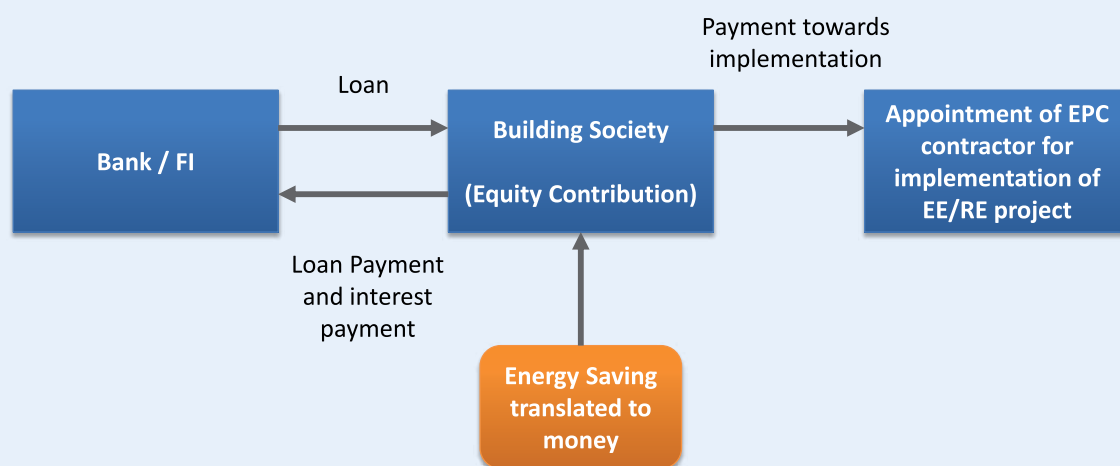 Payment towards
implementation
Loan
Bank / FI
Building Society
(Equity Contribution)
Appointment of EPC
contractor for
implementation of
EE/RE project
Loan Payment
and interest
payment
Energy Saving
translated to
money